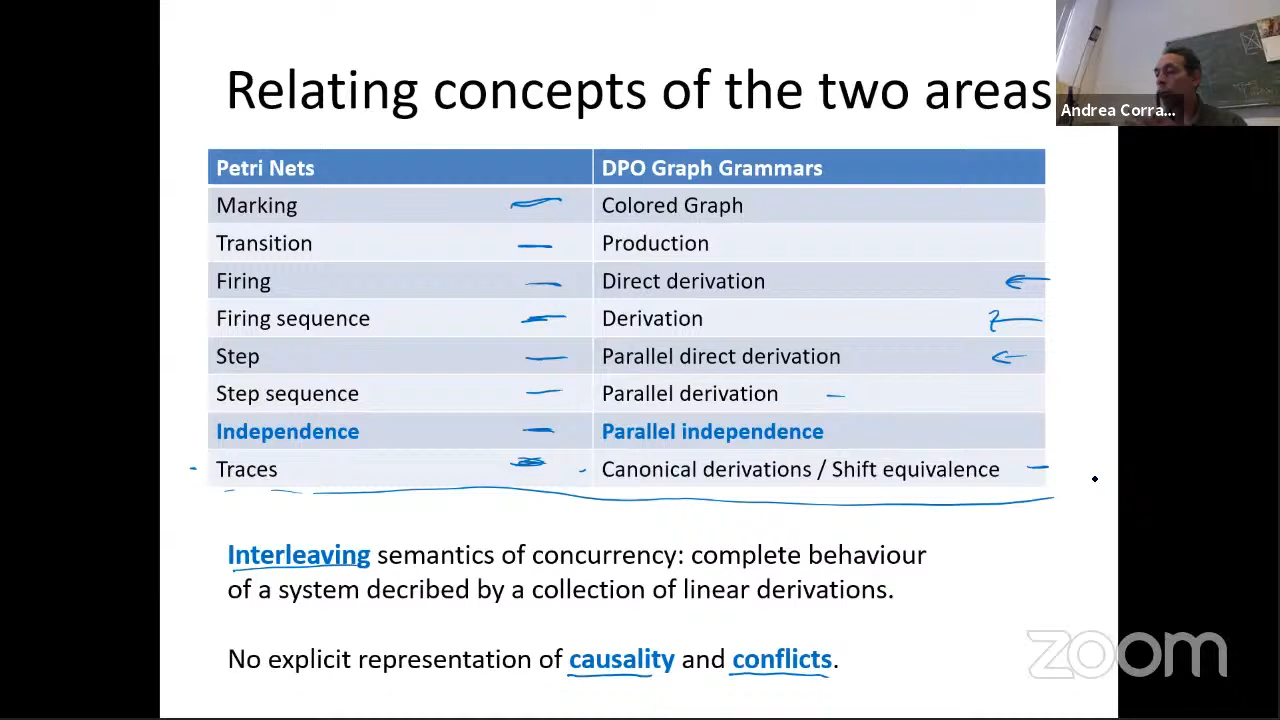 Relating concepts of the two areas
Andrea Corra...
Petri Nets DPO Graph Grammars
Marking Colored Graph
Transition Production
Firing Direct derivation
Firing sequence Derivation
Step Parallel direct derivation
Step sequence Parallel derivation
Independence Parallel independence
Traces Canonical derivations / Shift equivalence
Interleaving semantics of concurrency: complete behaviour
of a system decribed by a collection of linear derivations.
No explicit representation of causality and conflicts.
zoom